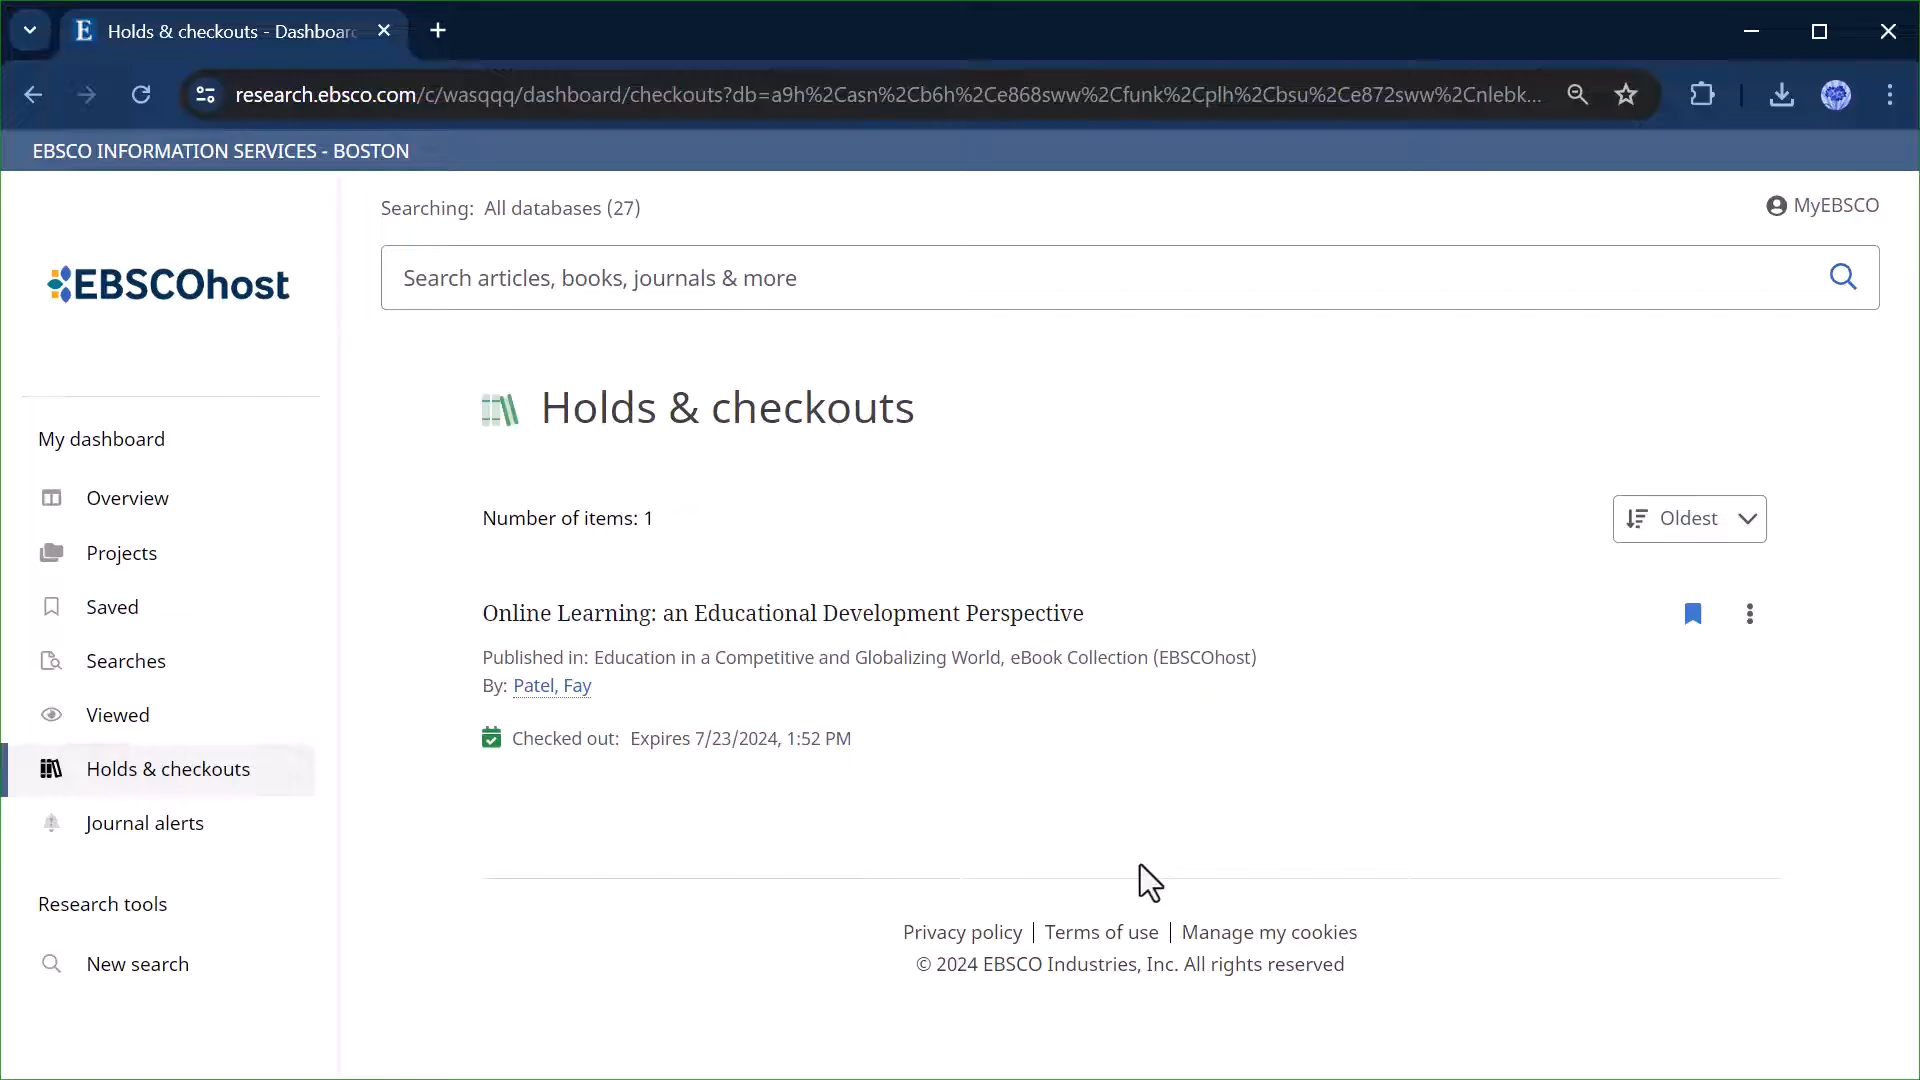 Holds & checkouts - Dashboard
research.ebsco.com/c/wasqqq/dashboard/checkouts?db=a9h%2Casn%2Cb6h%2Ce868sww%2Cfunk%2Cplh%2Cbsu%2Ce872sww%2Cnlebk...
EBSCO INFORMATION SERVICES - BOSTON
Searching: All databases (27)
MyEBSCO
EBSCOhost
Search articles, books, journals & more
Holds & checkouts
My dashboard
Overview
Projects
Saved
Searches
Viewed
Holds & checkouts
Journal alerts
Research tools
New search
Number of items: 1
Oldest
Online Learning: an Educational Development Perspective
Published in: Education in a Competitive and Globalizing World, eBook Collection (EBSCOhost)
By: Patel, Fay
Checked out: Expires 7/23/2024, 1:52 PM
Privacy policy | Terms of use | Manage my cookies
© 2024 EBSCO Industries, Inc. All rights reserved